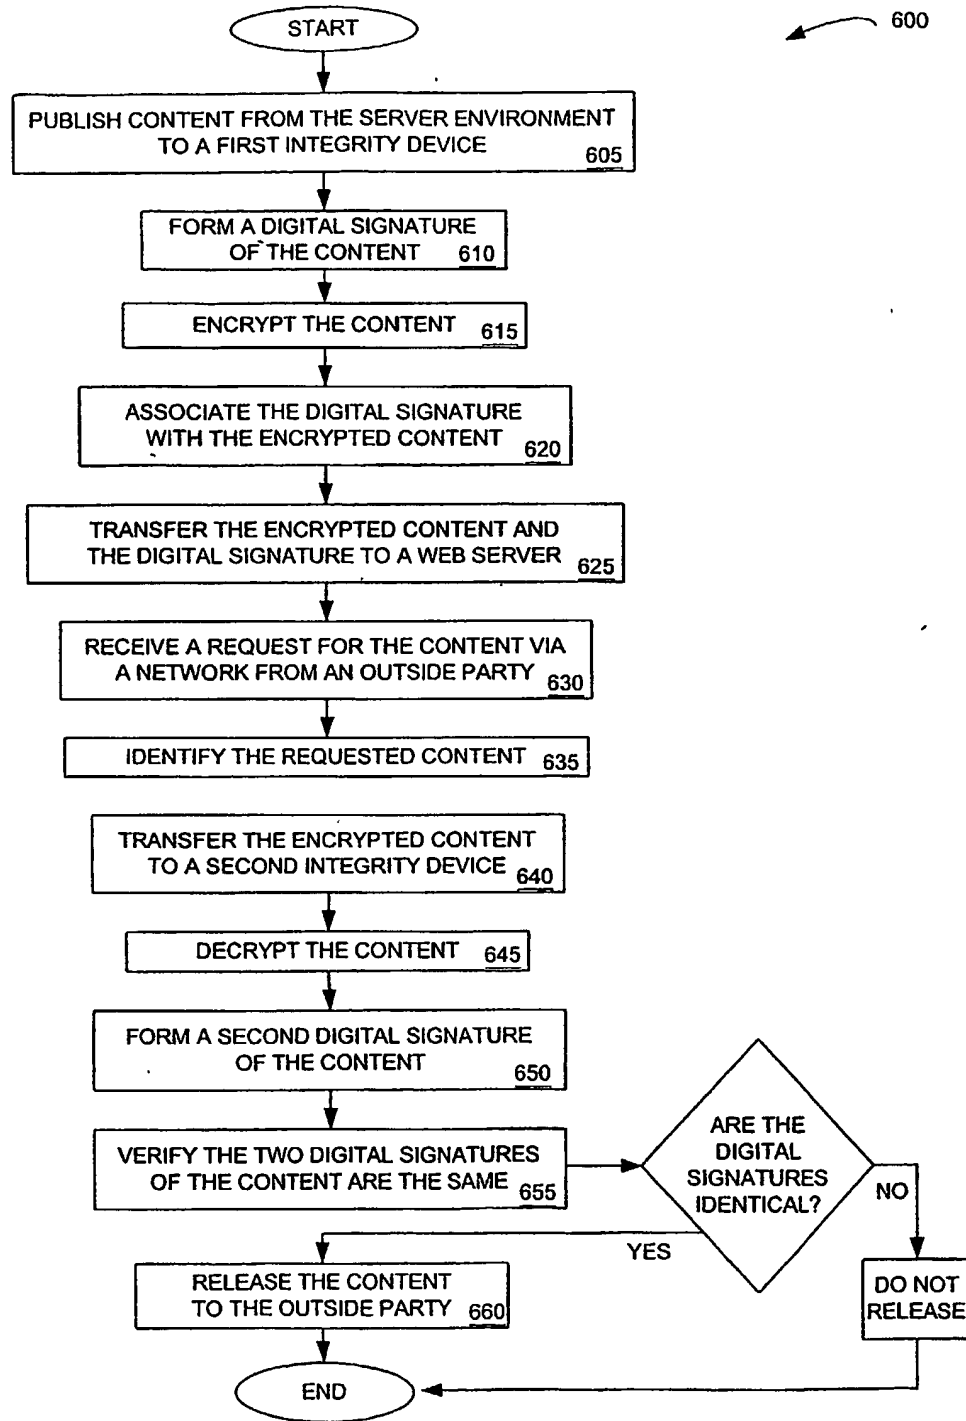 START
600
PUBLISH CONTENT FROM THE SERVER ENVIRONMENT
TO A FIRST INTEGRITY DEVICE
605
FORM A DIGITAL SIGNATURE
OF THE CONTENT 610
ENCRYPT THE CONTENT 615
ASSOCIATE THE DIGITAL SIGNATURE
WITH THE ENCRYPTED CONTENT
620
TRANSFER THE ENCRYPTED CONTENT AND
THE DIGITAL SIGNATURE TO A WEB SERVER
625
RECEIVE A REQUEST FOR THE CONTENT VIA
A NETWORK FROM AN OUTSIDE PARTY
630
IDENTIFY THE REQUESTED CONTENT 635
TRANSFER THE ENCRYPTED CONTENT
TO A SECOND INTEGRITY DEVICE
640
DECRYPT THE CONTENT 645
FORM A SECOND DIGITAL SIGNATURE
OF THE CONTENT
650
VERIFY THE TWO DIGITAL SIGNATURES
OF THE CONTENT ARE THE SAME
655
ARE THE
DIGITAL
SIGNATURES
IDENTICAL?
NO
YES
DO NOT
RELEASE
RELEASE THE CONTENT
TO THE OUTSIDE PARTY
660
END